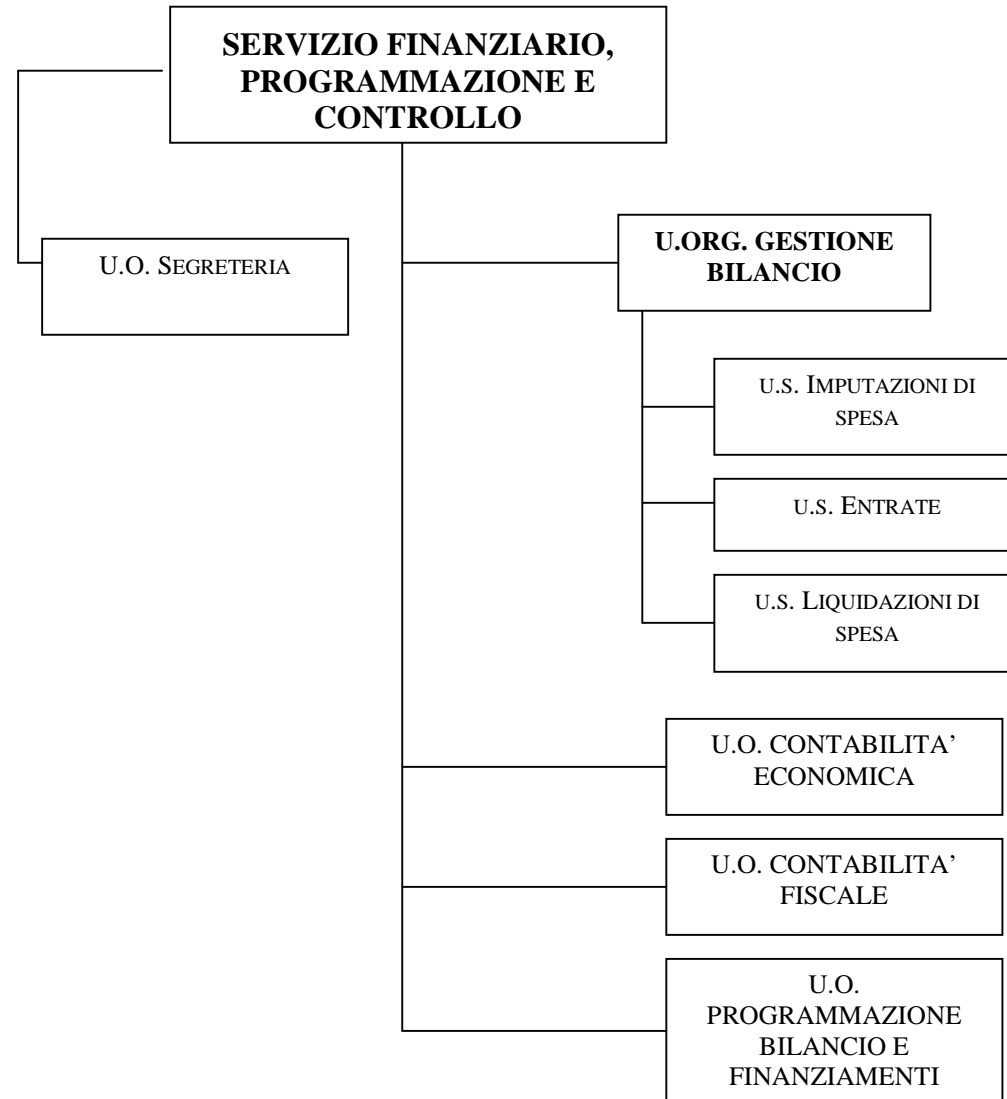 SERVIZIO FINANZIARIO,
PROGRAMMAZIONE E
CONTROLLO
U.O. SEGRETERIA
U.ORG. GESTIONE
BILANCIO
U.S. IMPUTAZIONI DI
SPESA
U.S. ENTRATE
U.S. LIQUIDAZIONI DI
SPESA
U.O. CONTABILITA’
ECONOMICA
U.O. CONTABILITA’
FISCALE
U.O.
PROGRAMMAZIONE
BILANCIO E
FINANZIAMENTI